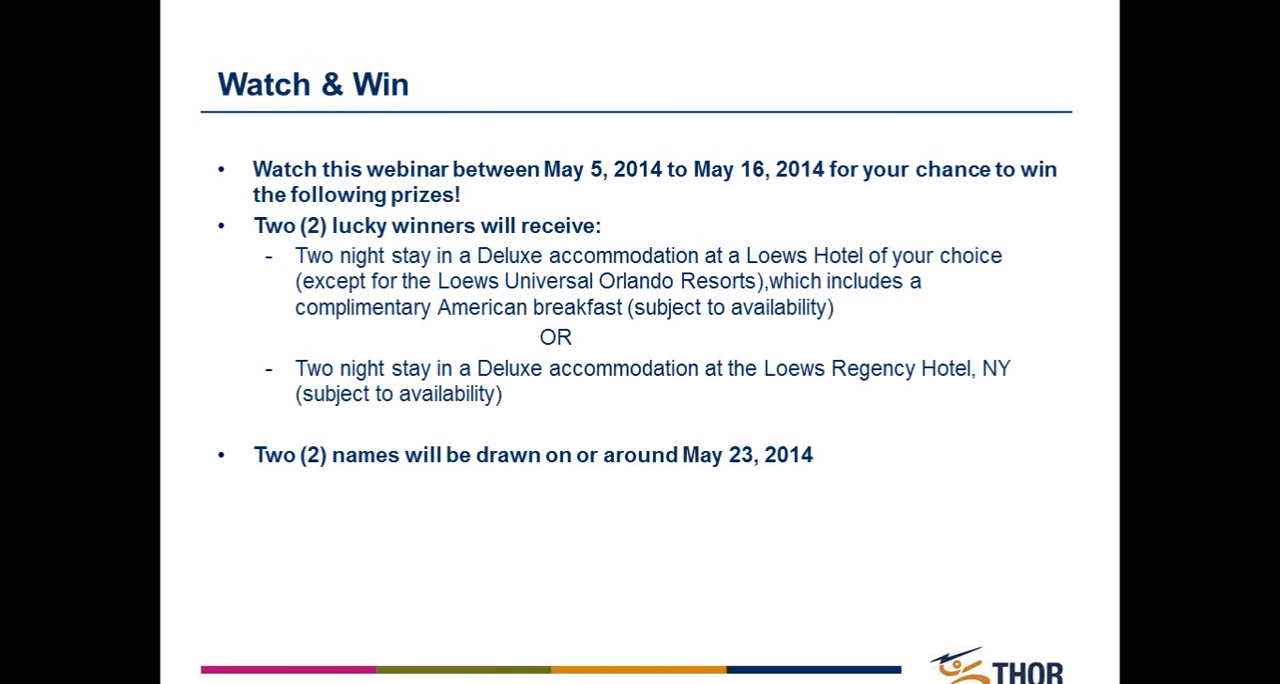 Watch & Win
• Watch this webinar between May 5, 2014 to May 16, 2014 for your chance to win
the following prizes!
• Two (2) lucky winners will receive:
- Two night stay in a Deluxe accommodation at a Loews Hotel of your choice
(except for the Loews Universal Orlando Resorts),which includes a
complimentary American breakfast (subject to availability)
OR
- Two night stay in a Deluxe accommodation at the Loews Regency Hotel, NY
(subject to availability)
• Two (2) names will be drawn on or around May 23, 2014
THOR